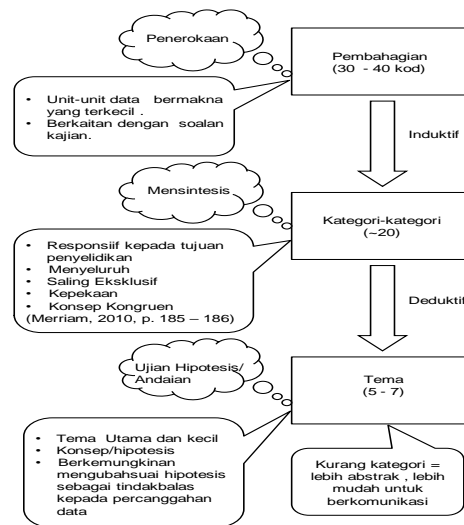 Penerokaan
Pembahagian
(30 - 40 kod)
• Unit-unit data bermakna
yang terkecil .
• Berkaitan dengan soalan
kajian.
Induktif
Mensintesis
Kategori-kategori
(~20)
• Responsiif kepada tujuan
penyelidikan
• Menyeluruh
• Saling Eksklusif
• Kepekaan
• Konsep Kongruen
(Merriam, 2010, p. 185 – 186)
Deduktif
Ujian Hipotesis/
Andaian
Tema
(5 - 7)
• Tema Utama dan kecil
• Konsep/hipotesis
• Berkemungkinan
mengubahsuai hipotesis
sebagai tindakbalas
kepada percanggahan
data
Kurang kategori =
lebih abstrak , lebih
mudah untuk
berkomunikasi